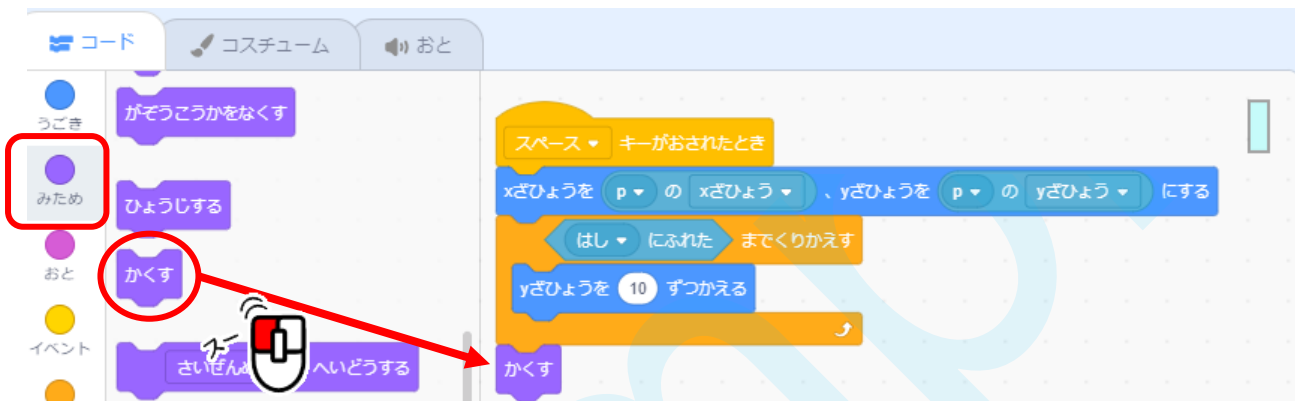 コード
コスチューム
おと
うごき
みため
おと
イベント
がぞうこうかをなくす
ひょうじする
かくす
さいぜんめ
へいどうする
スペース キーがおされたとき
xざひょうを p の xざひょう 、yざひょうを p の yざひょう にする
はし にふれた までくりかえす
yざひょうを 10 ずつかえる
かくす
スー